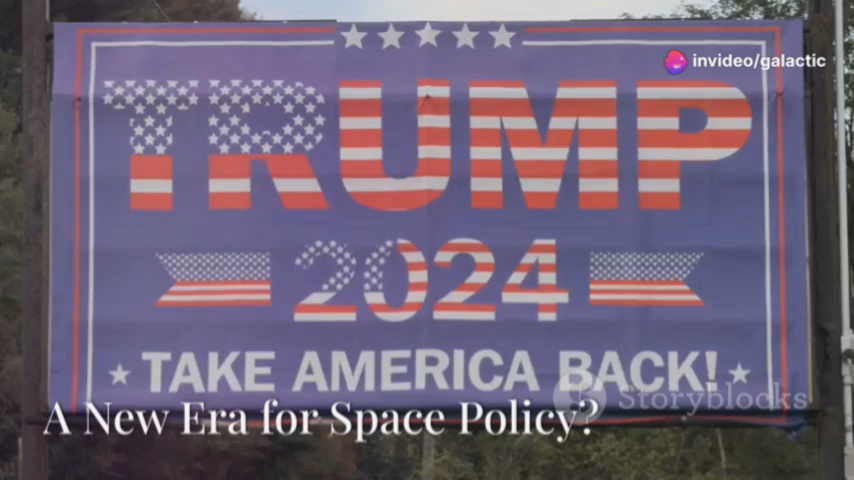 invideo/galactic
TRUMP
2024
TAKE AMERICA BACK!
Storyblocks
A New Era for Space Policy?